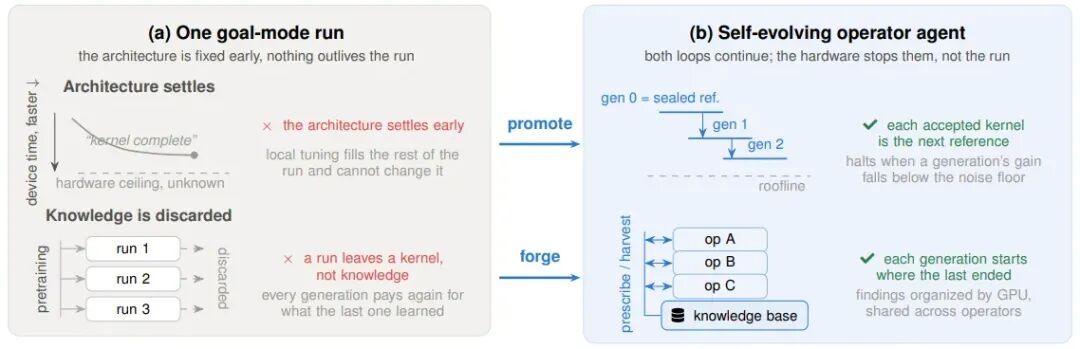 (a) One goal-mode run
the architecture is fixed early, nothing outlives the run
Architecture settles
device time, faster →
"kernel complete"
hardware ceiling, unknown
× the architecture settles early
local tuning fills the rest of the
run and cannot change it
Knowledge is discarded
pretraining
run 1
run 2
run 3
discarded
× a run leaves a kernel,
not knowledge
every generation pays again for
what the last one learned
promote
forge
(b) Self-evolving operator agent
both loops continue; the hardware stops them, not the run
gen 0 = sealed ref.
gen 1
gen 2
roofline
✓ each accepted kernel
is the next reference
halts when a generation's gain
falls below the noise floor
prescribe / harvest
op A
op B
op C
knowledge base
✓ each generation starts
where the last ended
findings organized by GPU,
shared across operators